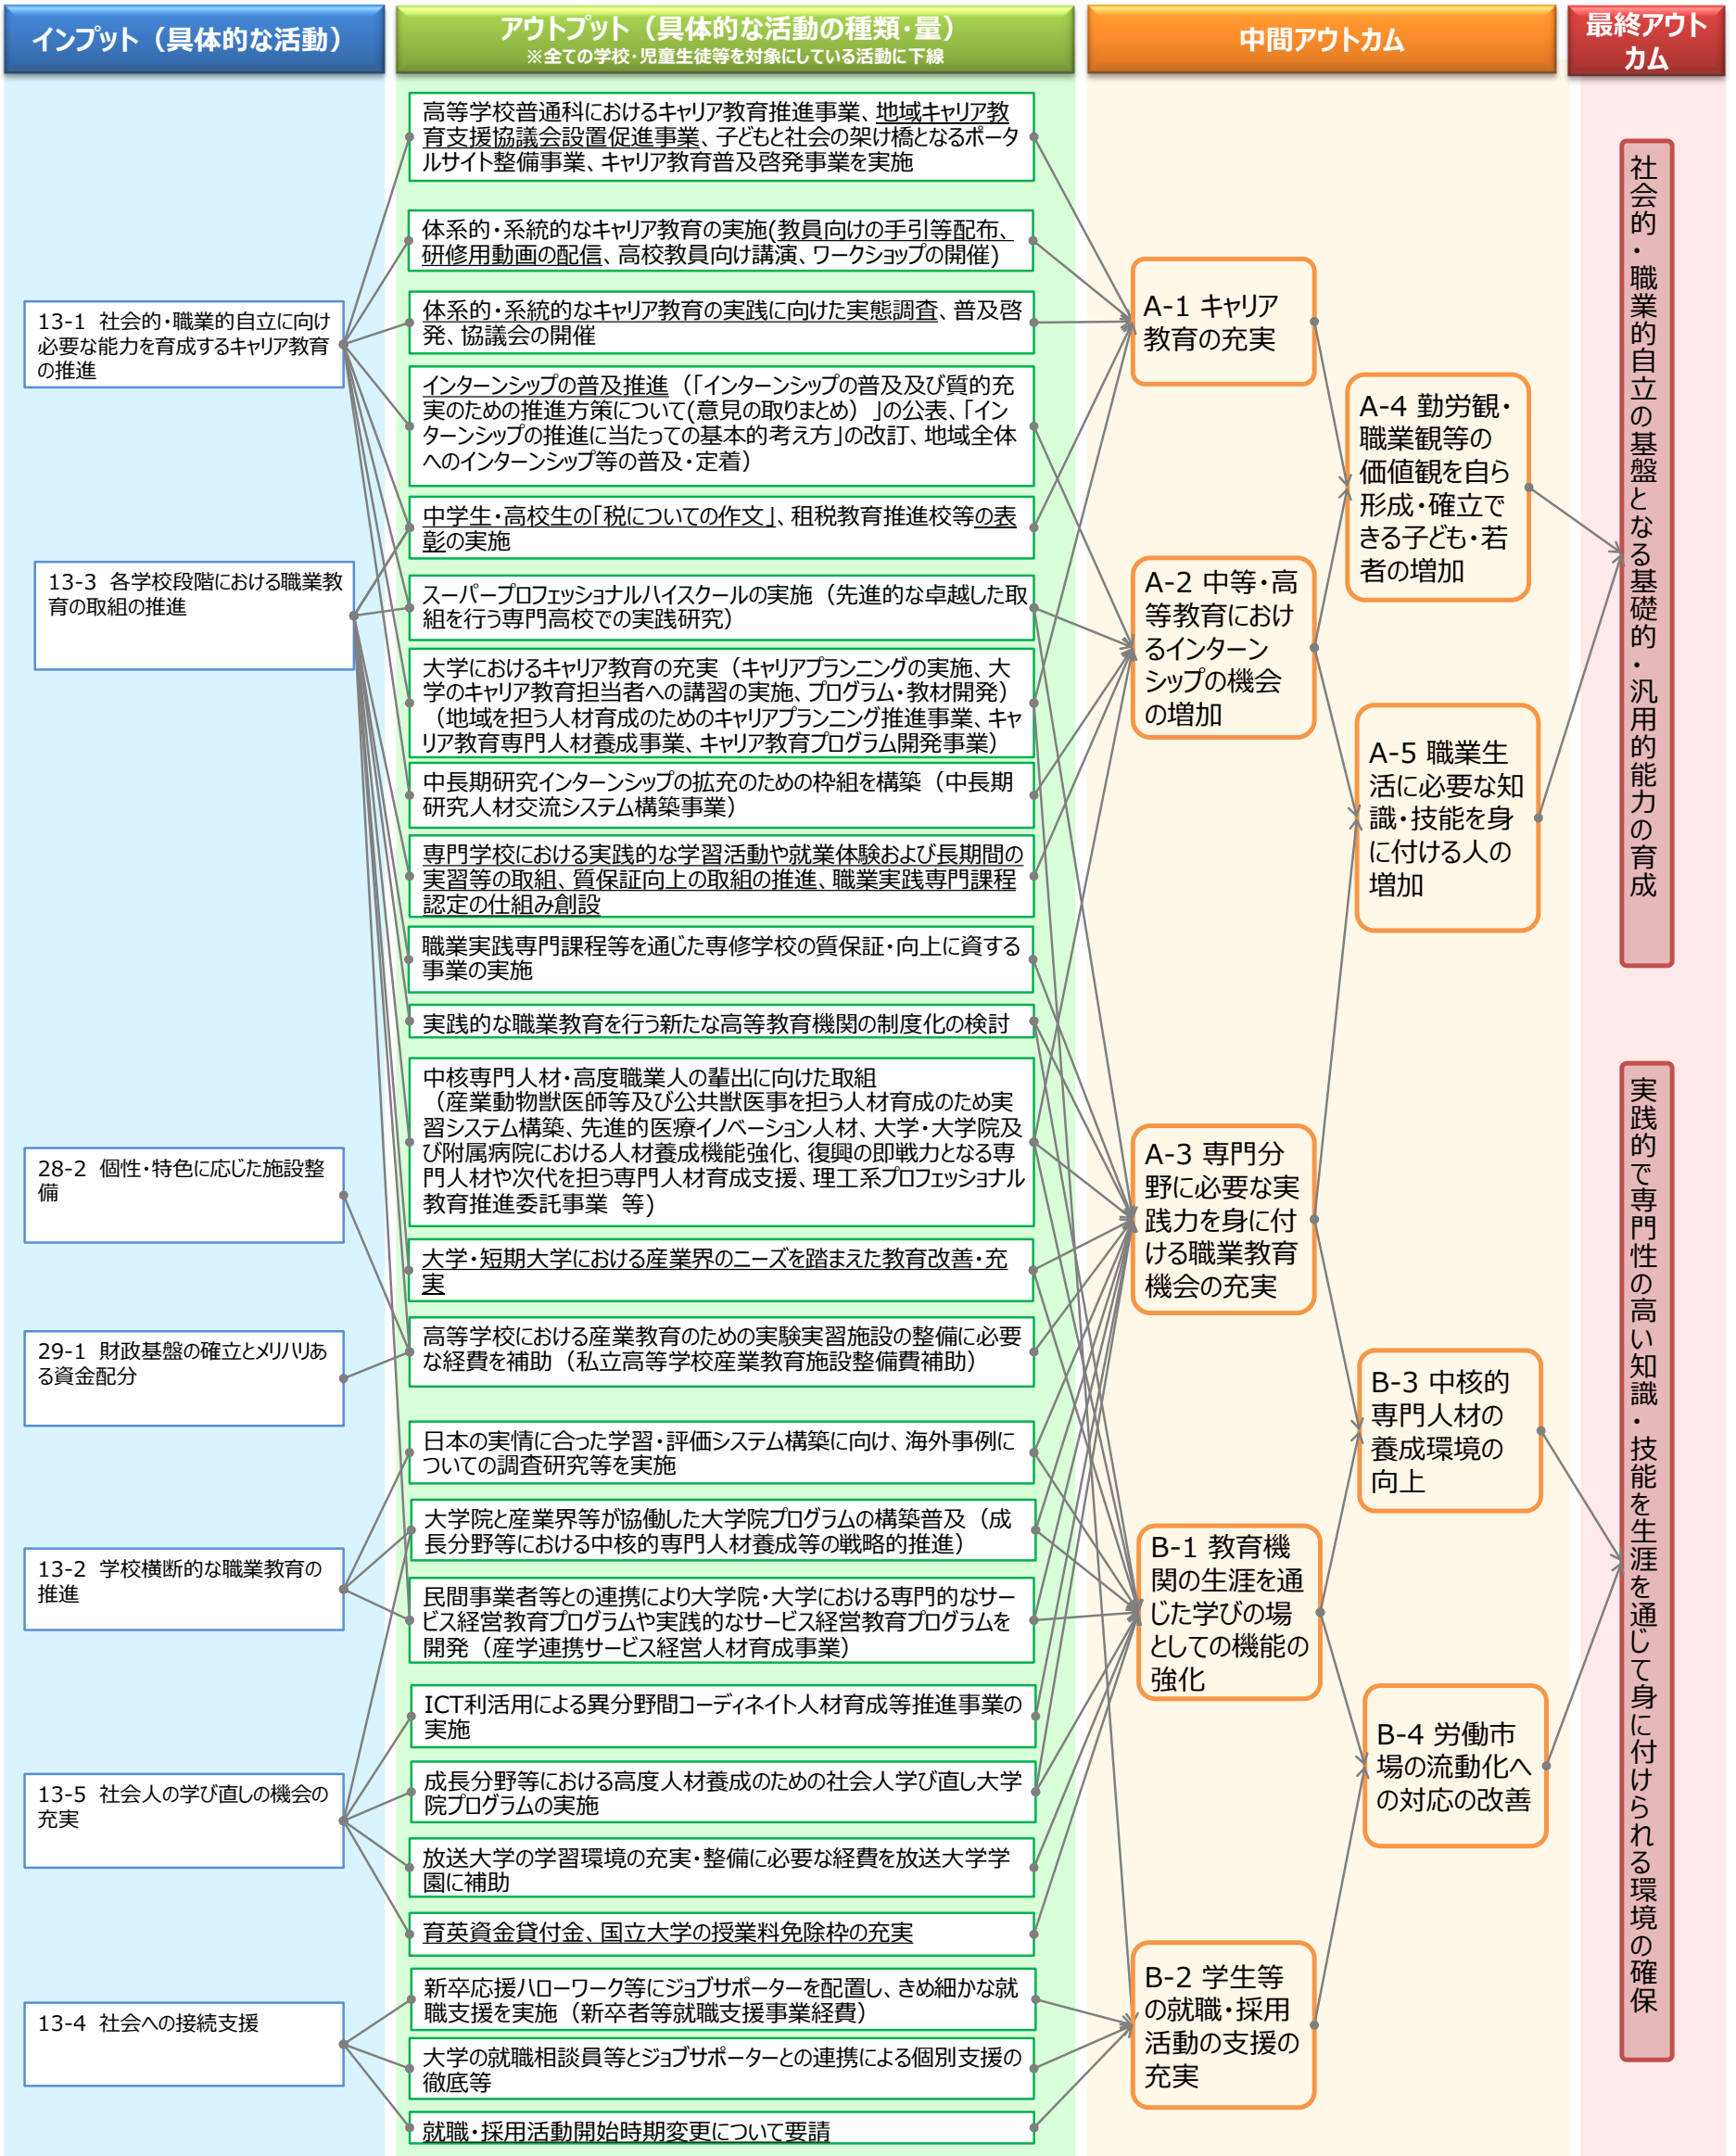 インプット（具体的な活動）
アウトプット（具体的な活動の種類・量）
※全ての学校・児童生徒等を対象にしている活動に下線
中間アウトカム
最終アウト
カム
13-1 社会的・職業的自立に向け
必要な能力を育成するキャリア教育
の推進
13-3 各学校段階における職業教
育の取組の推進
28-2 個性・特色に応じた施設整
備
29-1 財政基盤の確立とメリハリあ
る資金配分
13-2 学校横断的な職業教育の
推進
13-5 社会人の学び直しの機会の
充実
13-4 社会への接続支援
高等学校普通科におけるキャリア教育推進事業、地域キャリア教
育支援協議会設置促進事業、子どもと社会の架け橋となるポータ
ルサイト整備事業、キャリア教育普及啓発事業を実施
体系的・系統的なキャリア教育の実施(教員向けの手引等配布、
研修用動画の配信、高校教員向け講演、ワークショップの開催)
体系的・系統的なキャリア教育の実践に向けた実態調査、普及啓
発、協議会の開催
インターンシップの普及推進（「インターンシップの普及及び質的充
実のための推進方策について(意見の取りまとめ）」の公表、「イン
ターンシップの推進に当たっての基本的考え方」の改訂、地域全体
へのインターンシップ等の普及・定着）
中学生・高校生の「税についての作文」、租税教育推進校等の表
彰の実施
スーパープロフェッショナルハイスクールの実施（先進的な卓越した取
組を行う専門高校での実践研究）
大学におけるキャリア教育の充実（キャリアプランニングの実施、大
学のキャリア教育担当者への講習の実施、プログラム・教材開発）
（地域を担う人材育成のためのキャリアプランニング推進事業、キャ
リア教育専門人材養成事業、キャリア教育プログラム開発事業）
中長期研究インターンシップの拡充のための枠組を構築（中長期
研究人材交流システム構築事業）
専門学校における実践的な学習活動や就業体験および長期間の
実習等の取組、質保証向上の取組の推進、職業実践専門課程
認定の仕組み創設
職業実践専門課程等を通じた専修学校の質保証・向上に資する
事業の実施
実践的な職業教育を行う新たな高等教育機関の制度化の検討
中核専門人材・高度職業人の輩出に向けた取組
（産業動物獣医師等及び公共獣医事を担う人材育成のため実
習システム構築、先進的医療イノベーション人材、大学・大学院及
び附属病院における人材養成機能強化、復興の即戦力となる専
門人材や次代を担う専門人材育成支援、理工系プロフェッショナル
教育推進委託事業 等)
大学・短期大学における産業界のニーズを踏まえた教育改善・充
実
高等学校における産業教育のための実験実習施設の整備に必要
な経費を補助（私立高等学校産業教育施設整備費補助）
日本の実情に合った学習・評価システム構築に向け、海外事例に
ついての調査研究等を実施
大学院と産業界等が協働した大学院プログラムの構築普及（成
長分野等における中核的専門人材養成等の戦略的推進）
民間事業者等との連携により大学院・大学における専門的なサー
ビス経営教育プログラムや実践的なサービス経営教育プログラムを
開発（産学連携サービス経営人材育成事業）
ICT利活用による異分野間コーディネイト人材育成等推進事業の
実施
成長分野等における高度人材養成のための社会人学び直し大学
院プログラムの実施
放送大学の学習環境の充実・整備に必要な経費を放送大学学
園に補助
育英資金貸付金、国立大学の授業料免除枠の充実
新卒応援ハローワーク等にジョブサポーターを配置し、きめ細かな就
職支援を実施（新卒者等就職支援事業経費）
大学の就職相談員等とジョブサポーターとの連携による個別支援の
徹底等
就職・採用活動開始時期変更について要請
A-1 キャリア
教育の充実
A-2 中等・高
等教育におけ
るインターン
シップの機会
の増加
A-3 専門分
野に必要な実
践力を身に付
ける職業教育
機会の充実
B-1 教育機
関の生涯を通
じた学びの場
としての機能の
強化
B-2 学生等
の就職・採用
活動の支援の
充実
A-4 勤労観・
職業観等の
価値観を自ら
形成・確立で
きる子ども・若
者の増加
A-5 職業生
活に必要な知
識・技能を身
に付ける人の
増加
B-3 中核的
専門人材の
養成環境の
向上
B-4 労働市
場の流動化へ
の対応の改善
社会的・職業的自立の基盤となる基礎的・汎用的能力の育成
実践的で専門性の高い知識・技能を生涯を通じて身に付けられる環境の確保